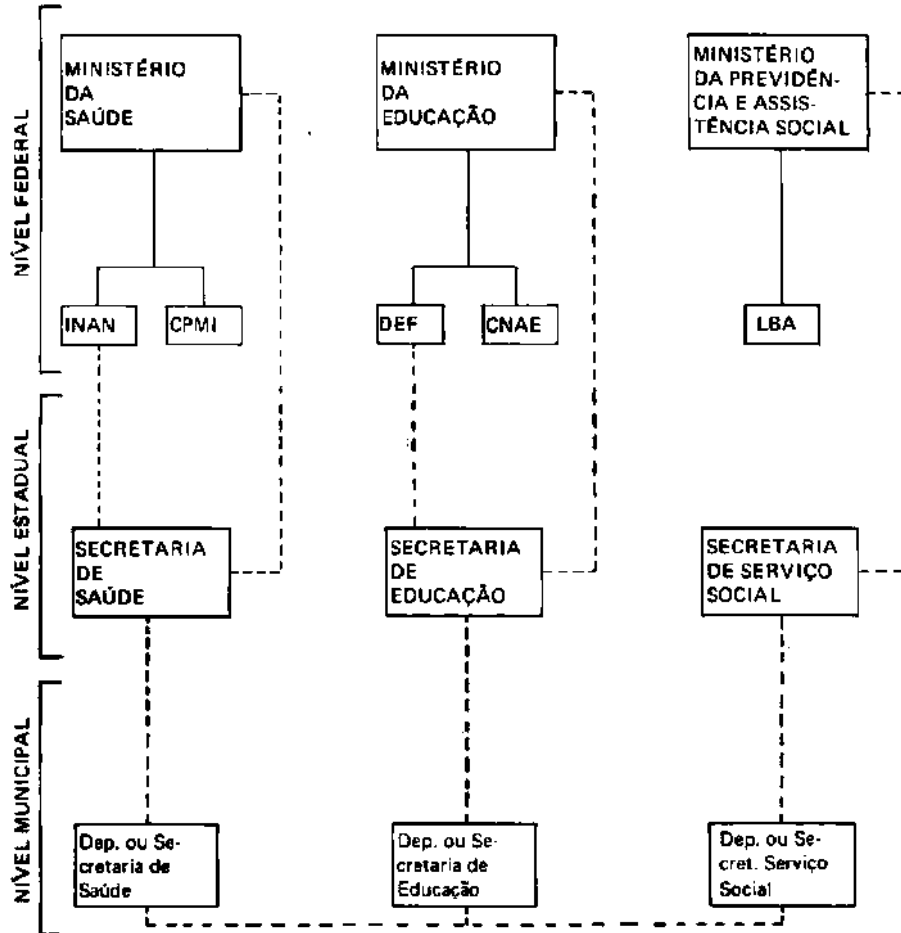 NÍVEL FEDERAL
MINISTÉRIO
DA
SAÚDE
MINISTÉRIO
DA
EDUCAÇÃO
MINISTÉRIO
DA PREVIDÊN-
CIA E ASSIS-
TÊNCIA SOCIAL
INAN
CPMI
DEF
CNAE
LBA
NÍVEL ESTADUAL
SECRETARIA
DE
SAÚDE
SECRETARIA
DE
EDUCAÇÃO
SECRETARIA
DE SERVIÇO
SOCIAL
NÍVEL MUNICIPAL
Dep. ou Se-
cretaria de
Saúde
Dep. ou Se-
cretaria de
Educação
Dep. ou Se-
cret. Serviço
Social